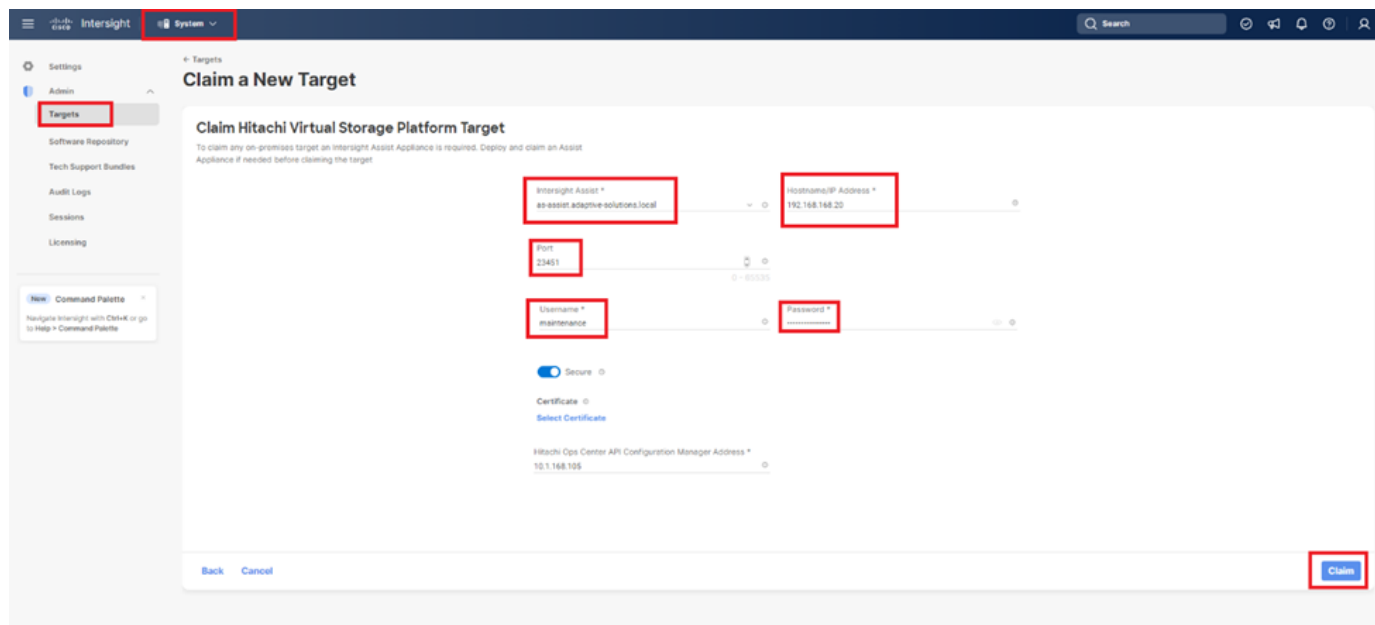 cisco Intersight
System
Search
Settings
Admin
Targets
Software Repository
Tech Support Bundles
Audit Logs
Sessions
Licensing
New Command Palette ×
Navigate Intersight with Ctrl+K or go
to Help > Command Palette
← Targets
Claim a New Target
Claim Hitachi Virtual Storage Platform Target
To claim any on-premises target an Intersight Assist Appliance is required. Deploy and claim an Assist
Appliance if needed before claiming the target
Intersight Assist *
as-assist.adaptive-solutions.local
Hostname/IP Address *
192.168.168.20
Port
23451
0 - 65535
Username *
maintenance
Password *
Secure
Certificate
Select Certificate
Hitachi Ops Center API Configuration Manager Address *
10.1.168.105
Back Cancel
Claim